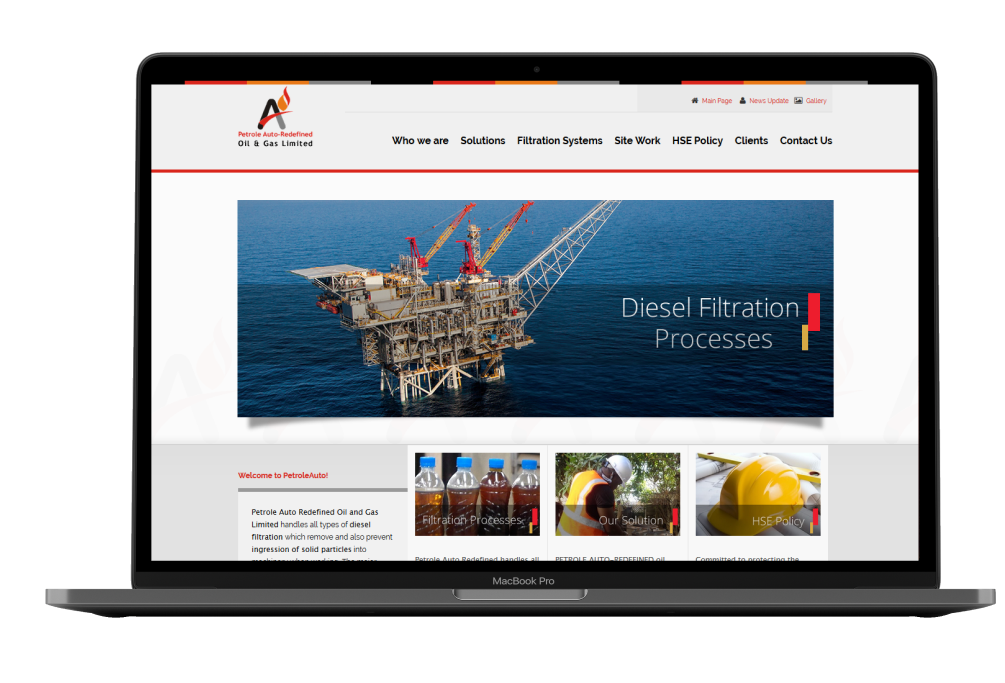 Main Page News Update Gallery
Petrole Auto-Redefined
Oil & Gas Limited
Who we are Solutions Filtration Systems Site Work HSE Policy Clients Contact Us
Diesel Filtration
Processes
Welcome to PetroleAuto!
Petrole Auto Redefined Oil and Gas
Limited handles all types of diesel
filtration which remove and also prevent
ingression of solid particles into
Filtration Processes
Our Solution
HSE Policy
Petrole Auto Redefined handles all
PETROLE AUTO-REDEFINED oil
Committed to protecting the
MacBook Pro